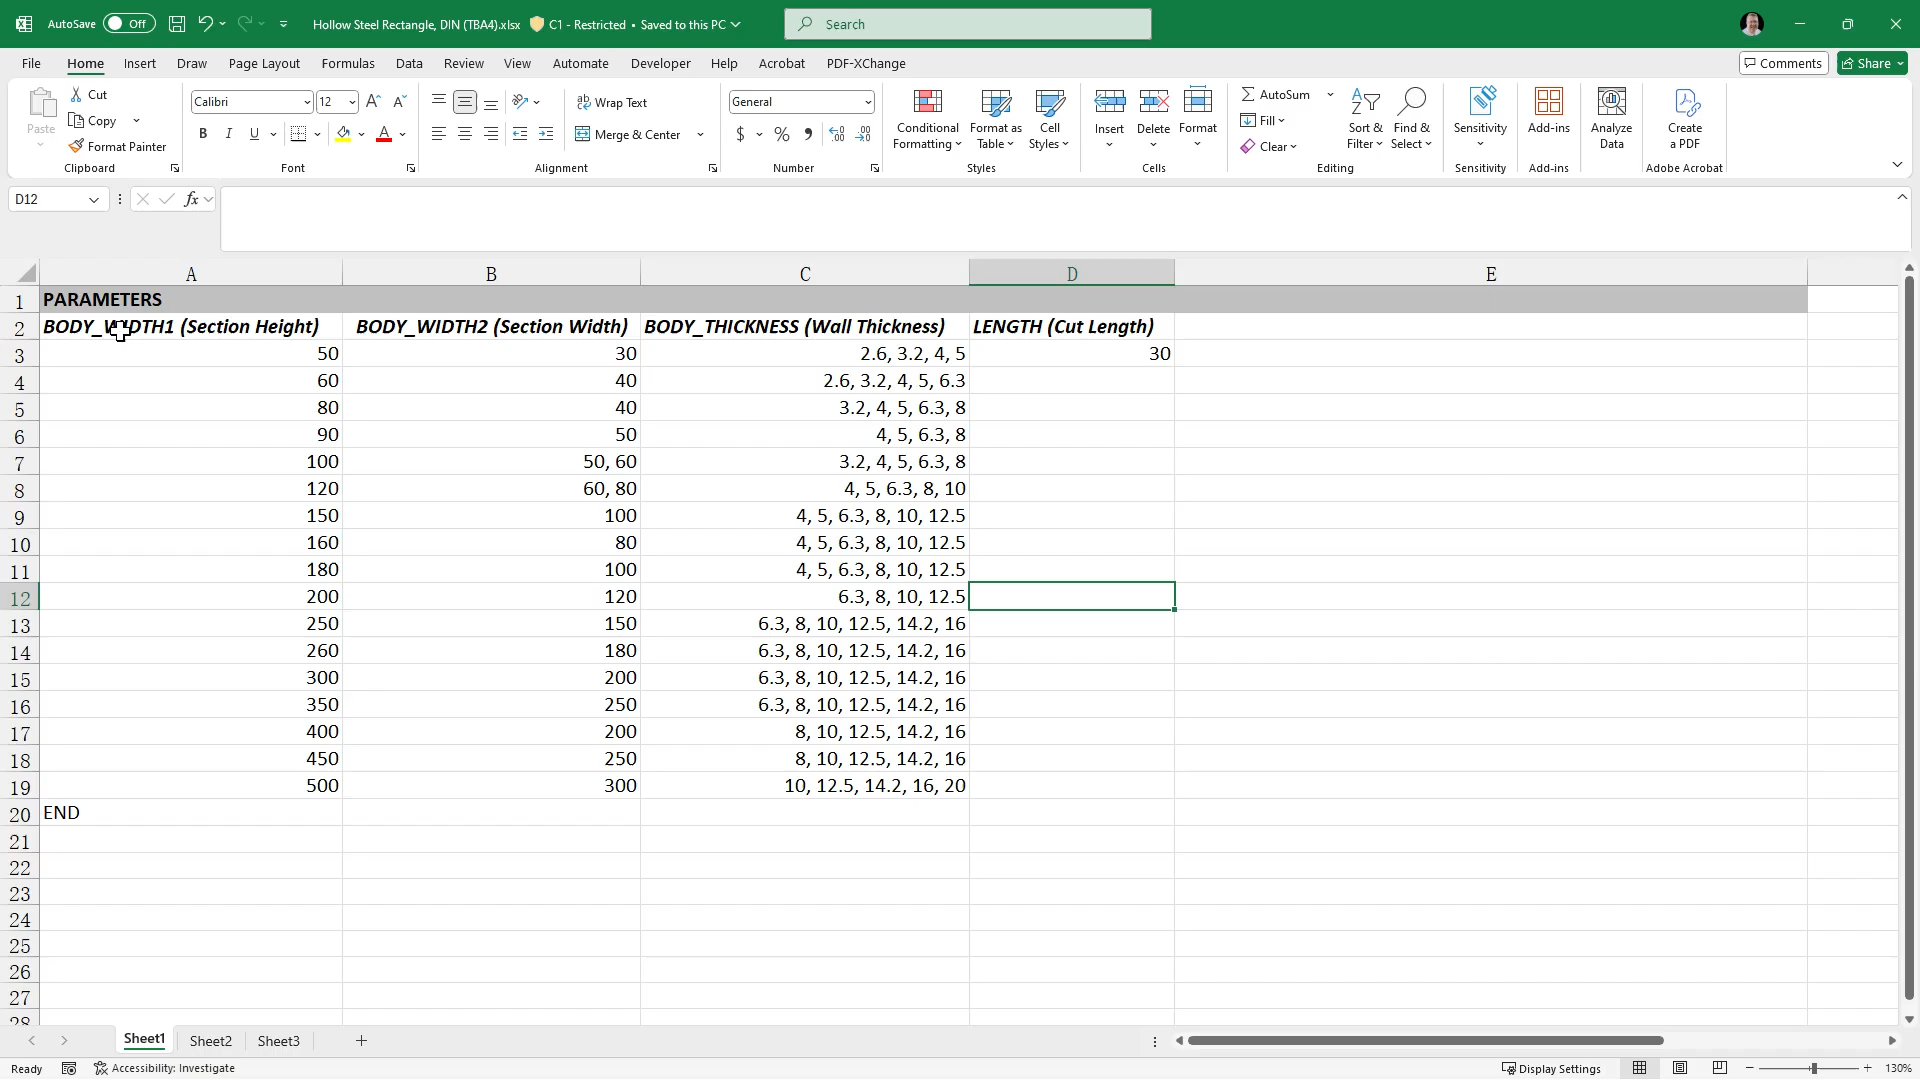 AutoSave Off Hollow Steel Rectangle, DIN (TBA4).xlsx C1 - Restricted • Saved to this PC Search
File Home Insert Draw Page Layout Formulas Data Review View Automate Developer Help Acrobat PDF-XChange Comments Share
Paste Cut Copy Format Painter Clipboard
Calibri 12 B I U A Font
Wrap Text Merge & Center Alignment
General $ % Number
Conditional Formatting Format as Table Cell Styles Styles
Insert Delete Format Cells
AutoSum Fill Clear Sort & Filter Find & Select Editing
Sensitivity Sensitivity
Add-ins Add-ins
Analyze Data
Create a PDF Adobe Acrobat
D12 fx
A B C D E
1 PARAMETERS
2 BODY_WIDTH1 (Section Height) BODY_WIDTH2 (Section Width) BODY_THICKNESS (Wall Thickness) LENGTH (Cut Length)
3 50 30 2.6, 3.2, 4, 5 30
4 60 40 2.6, 3.2, 4, 5, 6.3
5 80 40 3.2, 4, 5, 6.3, 8
6 90 50 4, 5, 6.3, 8
7 100 50, 60 3.2, 4, 5, 6.3, 8
8 120 60, 80 4, 5, 6.3, 8, 10
9 150 100 4, 5, 6.3, 8, 10, 12.5
10 160 80 4, 5, 6.3, 8, 10, 12.5
11 180 100 4, 5, 6.3, 8, 10, 12.5
12 200 120 6.3, 8, 10, 12.5
13 250 150 6.3, 8, 10, 12.5, 14.2, 16
14 260 180 6.3, 8, 10, 12.5, 14.2, 16
15 300 200 6.3, 8, 10, 12.5, 14.2, 16
16 350 250 6.3, 8, 10, 12.5, 14.2, 16
17 400 200 8, 10, 12.5, 14.2, 16
18 450 250 8, 10, 12.5, 14.2, 16
19 500 300 10, 12.5, 14.2, 16, 20
20 END
21
22
23
24
25
26
27
28
Sheet1 Sheet2 Sheet3
Ready Accessibility: Investigate Display Settings 130%